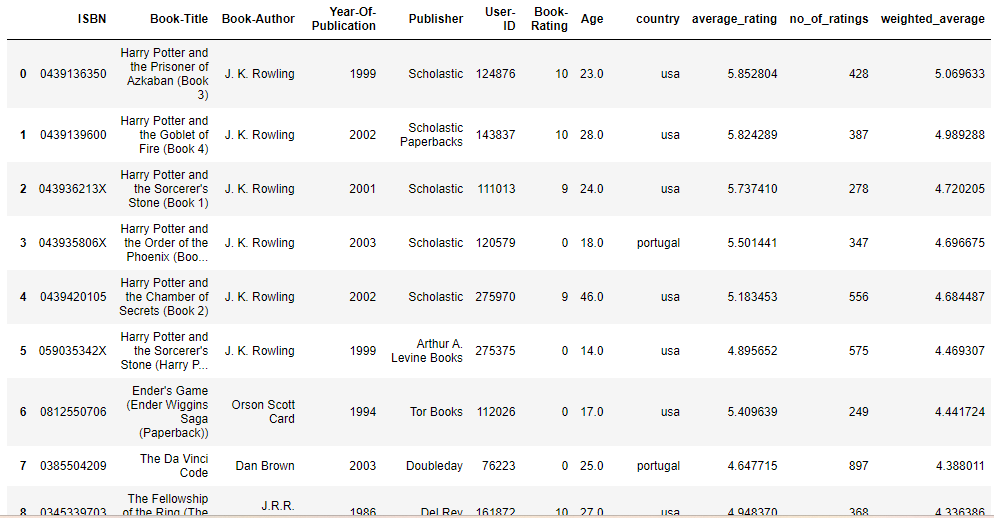 ISBN Book-Title Book-Author Year-Of-Publication Publisher User-ID Book-Rating Age country average_rating no_of_ratings weighted_average
0 0439136350 Harry Potter and the Prisoner of Azkaban (Book 3) J. K. Rowling 1999 Scholastic 124876 10 23.0 usa 5.852804 428 5.069633
1 0439139600 Harry Potter and the Goblet of Fire (Book 4) J. K. Rowling 2002 Scholastic Paperbacks 143837 10 28.0 usa 5.824289 387 4.989288
2 043936213X Harry Potter and the Sorcerer's Stone (Book 1) J. K. Rowling 2001 Scholastic 111013 9 24.0 usa 5.737410 278 4.720205
3 043935806X Harry Potter and the Order of the Phoenix (Boo... J. K. Rowling 2003 Scholastic 120579 0 18.0 portugal 5.501441 347 4.696675
4 0439420105 Harry Potter and the Chamber of Secrets (Book 2) J. K. Rowling 2002 Scholastic 275970 9 46.0 usa 5.183453 556 4.684487
5 059035342X Harry Potter and the Sorcerer's Stone (Harry P... J. K. Rowling 1999 Arthur A. Levine Books 275375 0 14.0 usa 4.895652 575 4.469307
6 0812550706 Ender's Game (Ender Wiggins Saga (Paperback)) Orson Scott Card 1994 Tor Books 112026 0 17.0 usa 5.409639 249 4.441724
7 0385504209 The Da Vinci Code Dan Brown 2003 Doubleday 76223 0 25.0 portugal 4.647715 897 4.388011
8 0345339703 The Fellowship of the Ring (The J.R.R. 1986 Del Rey 161872 10 27.0 usa 4.948370 368 4.336386